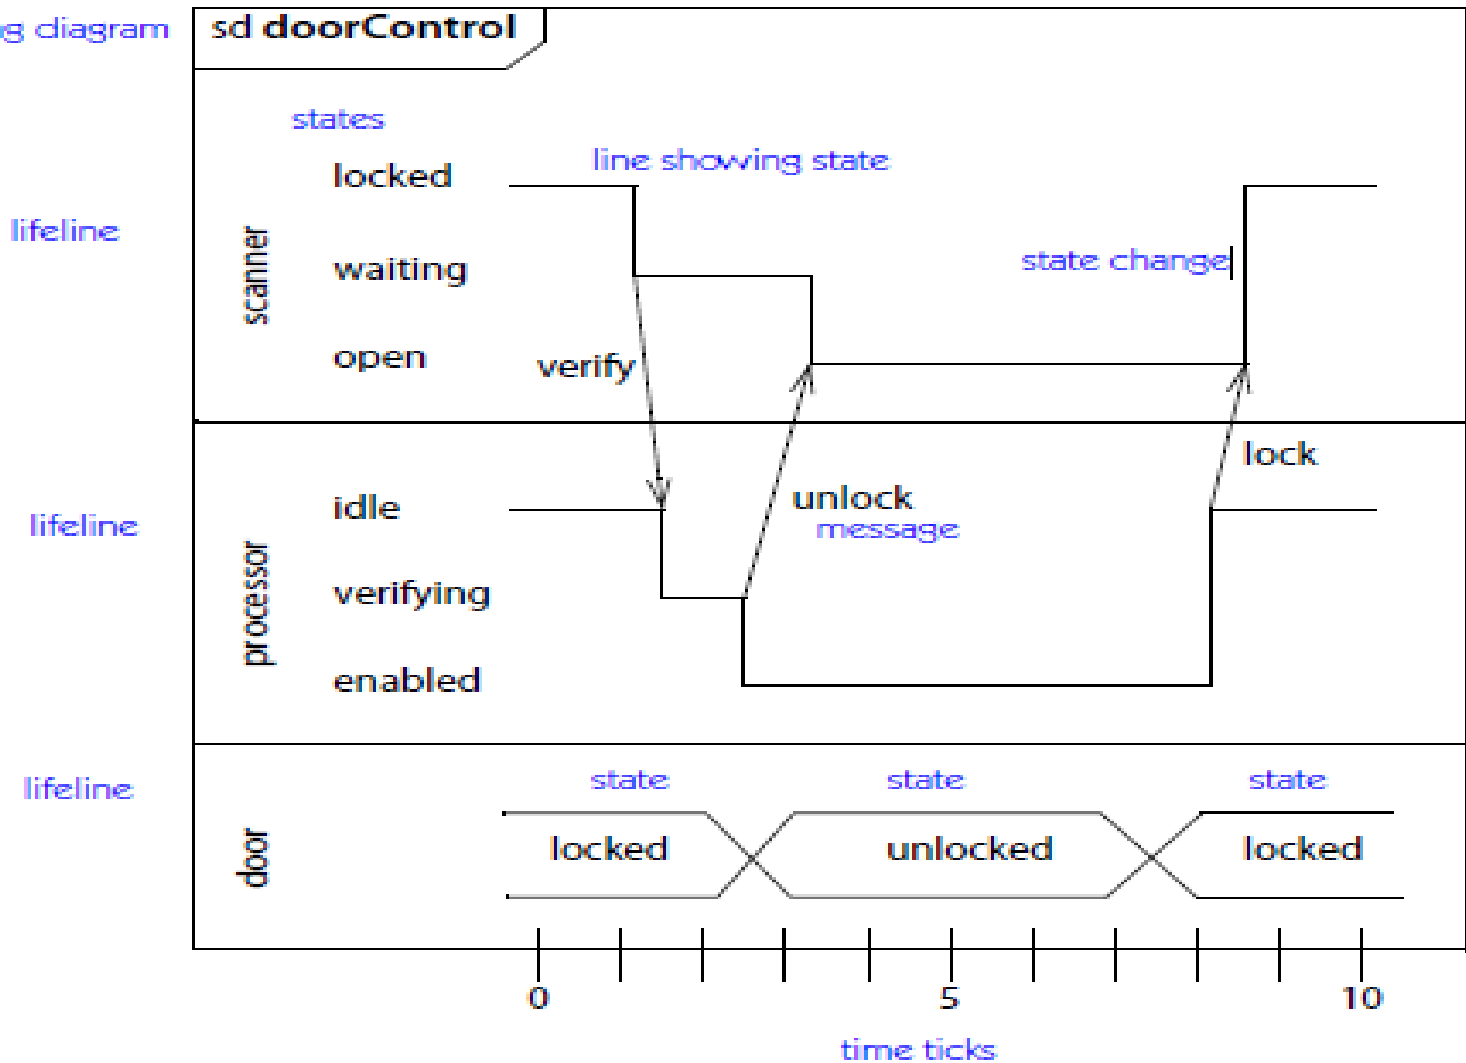 ng diagram
sd doorControl
states
line showing state
locked
lifeline
scanner
waiting
state change
open
verify
lock
idle
unlock
message
lifeline
processor
verifying
enabled
lifeline
state
state
state
door
locked
unlocked
locked
0
5
10
time ticks